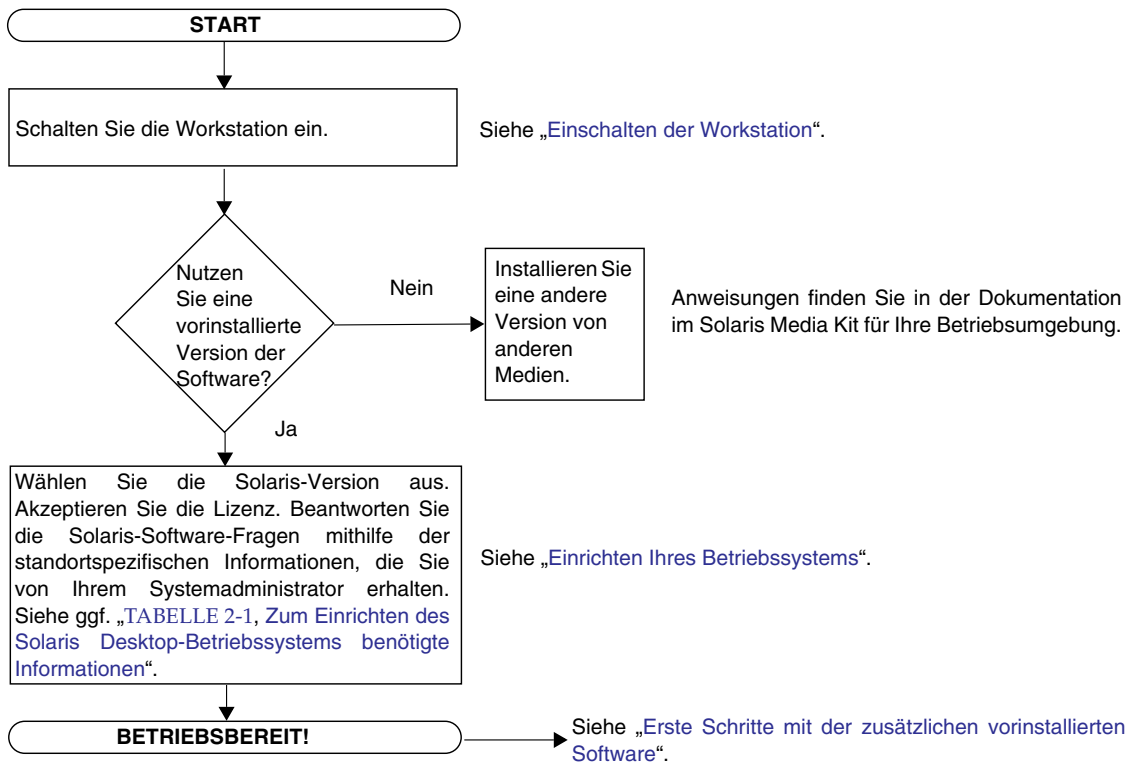 START
Schalten Sie die Workstation ein.
Siehe „Einschalten der Workstation“.
Nutzen
Sie eine
vorinstallierte
Version der
Software?
Nein
Installieren Sie
eine andere
Version von
anderen
Medien.
Anweisungen finden Sie in der Dokumentation
im Solaris Media Kit für Ihre Betriebsumgebung.
Ja
Wählen Sie die Solaris-Version aus.
Akzeptieren Sie die Lizenz. Beantworten Sie
die Solaris-Software-Fragen mithilfe der
standortspezifischen Informationen, die Sie
von Ihrem Systemadministrator erhalten.
Siehe ggf. „TABELLE 2-1, Zum Einrichten des
Solaris Desktop-Betriebssystems benötigte
Informationen“.
Siehe „Einrichten Ihres Betriebssystems“.
BETRIEBSBEREIT!
Siehe „Erste Schritte mit der zusätzlichen vorinstallierten
Software“.